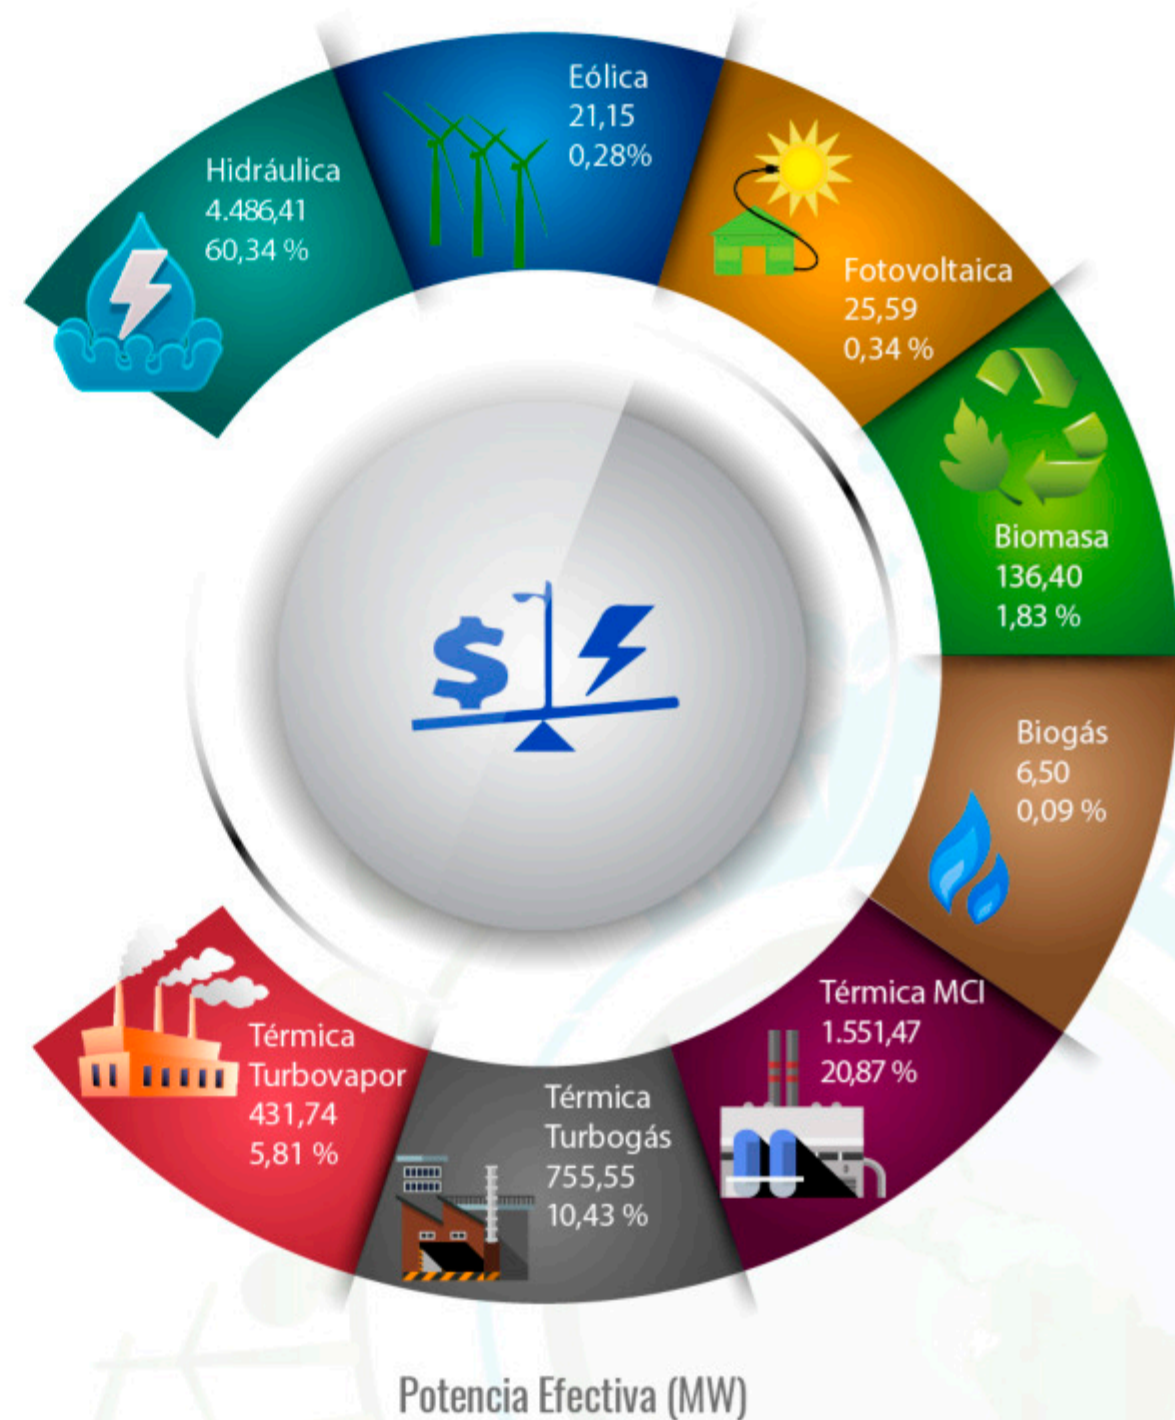 Eólica
21,15
0,28%
Hidráulica
4.486,41
60,34 %
Fotovoltaica
25,59
0,34 %
Biomasa
136,40
1,83 %
Biogás
6,50
0,09 %
Térmica MCI
1.551,47
20,87 %
Térmica
Turbovapor
431,74
5,81 %
Térmica
Turbogás
755,55
10,43 %
$
Potencia Efectiva (MW)